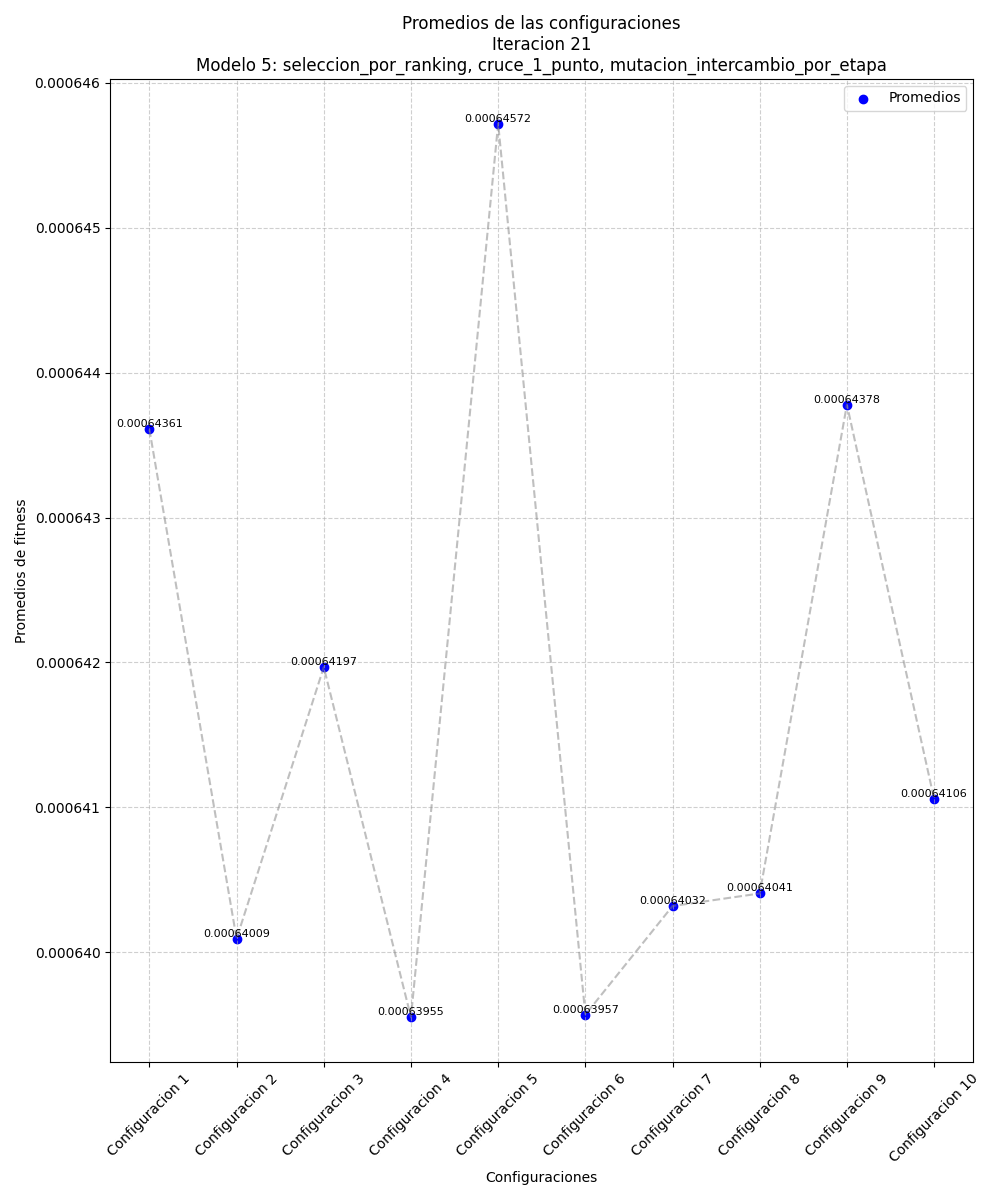 Promedios de las configuraciones
Iteracion 21
Modelo 5: seleccion_por_ranking, cruce_1_punto, mutacion_intercambio_por_etapa
Promedios
0.000646
0.000645
0.000644
0.000643
0.000642
0.000641
0.000640
Promedios de fitness
0.00064361
0.00064009
0.00064197
0.00063955
0.00064572
0.00063957
0.00064032
0.00064041
0.00064378
0.00064106
Configuracion 1
Configuracion 2
Configuracion 3
Configuracion 4
Configuracion 5
Configuracion 6
Configuracion 7
Configuracion 8
Configuracion 9
Configuracion 10
Configuraciones